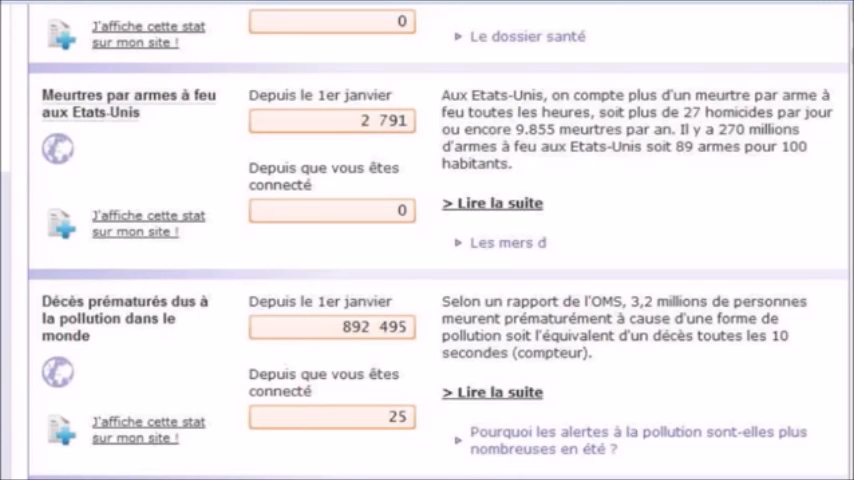 J'affiche cette stat
sur mon site !
0
Le dossier santé
Meurtres par armes à feu
aux Etats-Unis
Depuis le 1er janvier
2 791
Depuis que vous êtes
connecté
0
J'affiche cette stat
sur mon site !
Aux Etats-Unis, on compte plus d'un meurtre par arme à
feu toutes les heures, soit plus de 27 homicides par jour
ou encore 9.855 meurtres par an. Il y a 270 millions
d'armes à feu aux Etats-Unis soit 89 armes pour 100
habitants.
> Lire la suite
Les mers d
Décès prématurés dus à
la pollution dans le
monde
Depuis le 1er janvier
892 495
Depuis que vous êtes
connecté
25
J'affiche cette stat
sur mon site !
Selon un rapport de l'OMS, 3,2 millions de personnes
meurent prématurément à cause d'une forme de
pollution soit l'équivalent d'un décès toutes les 10
secondes (compteur).
> Lire la suite
Pourquoi les alertes à la pollution sont-elles plus
nombreuses en été ?